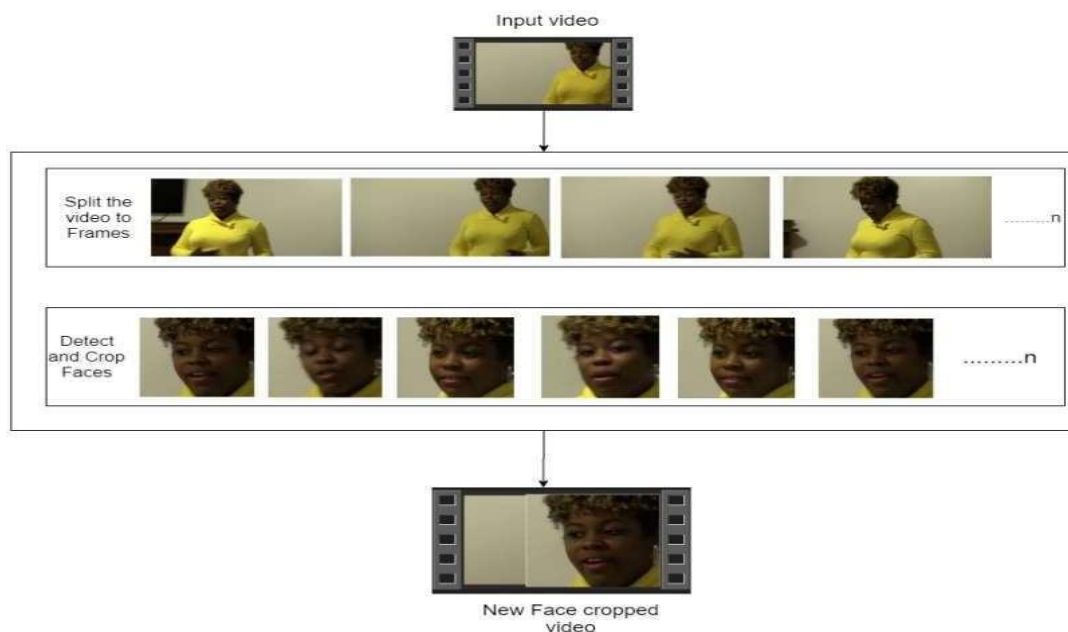 Input video
Split the
video to
Frames
............n
Detect
and Crop
Faces
.........n
New Face cropped
video